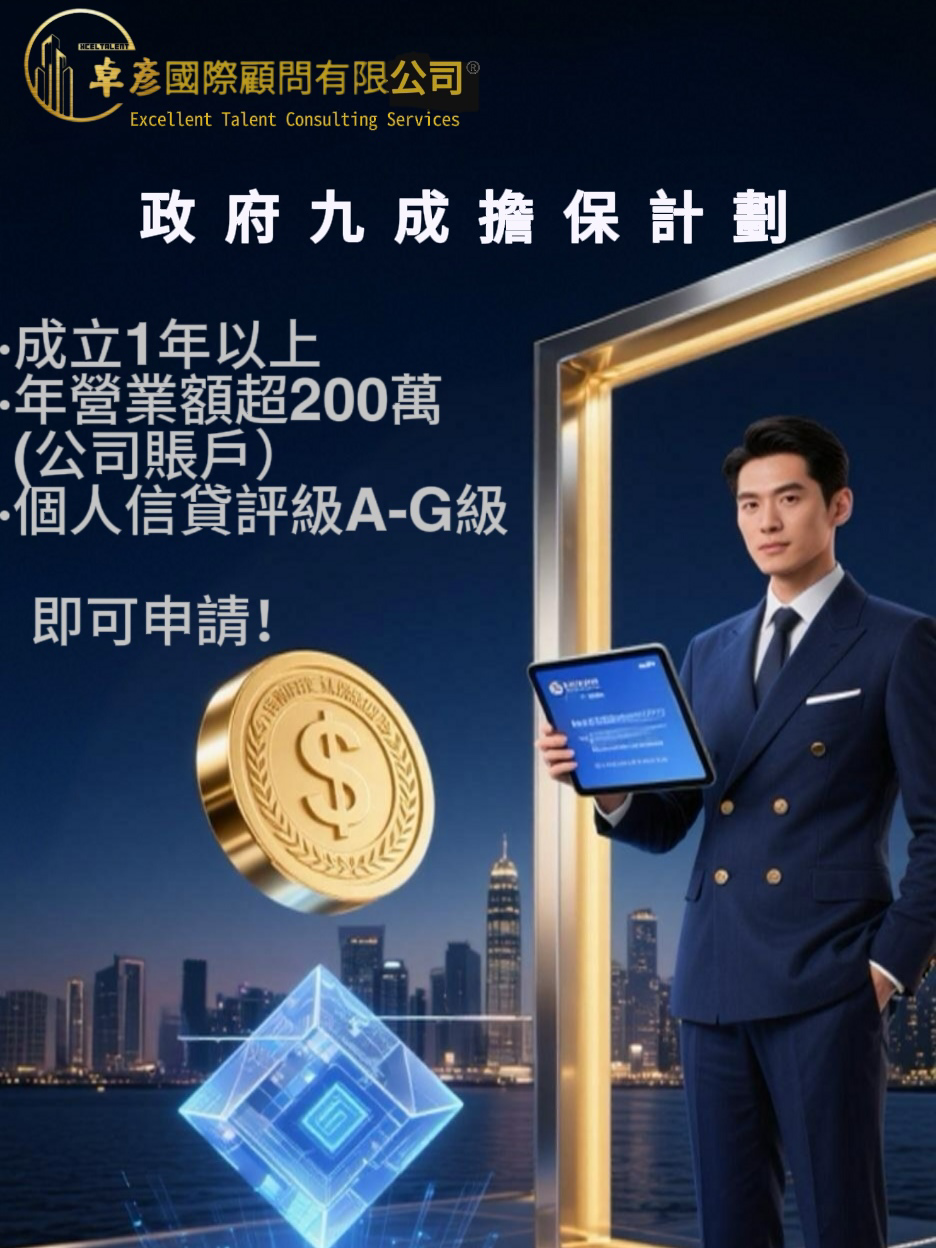 XCELTALENT
卓彥國際顧問有限公司®
Excellent Talent Consulting Services
政府九成擔保計劃
·成立1年以上
·年營業額超200萬
(公司賬戶）
·個人信貸評級A-G級
即可申請！
$